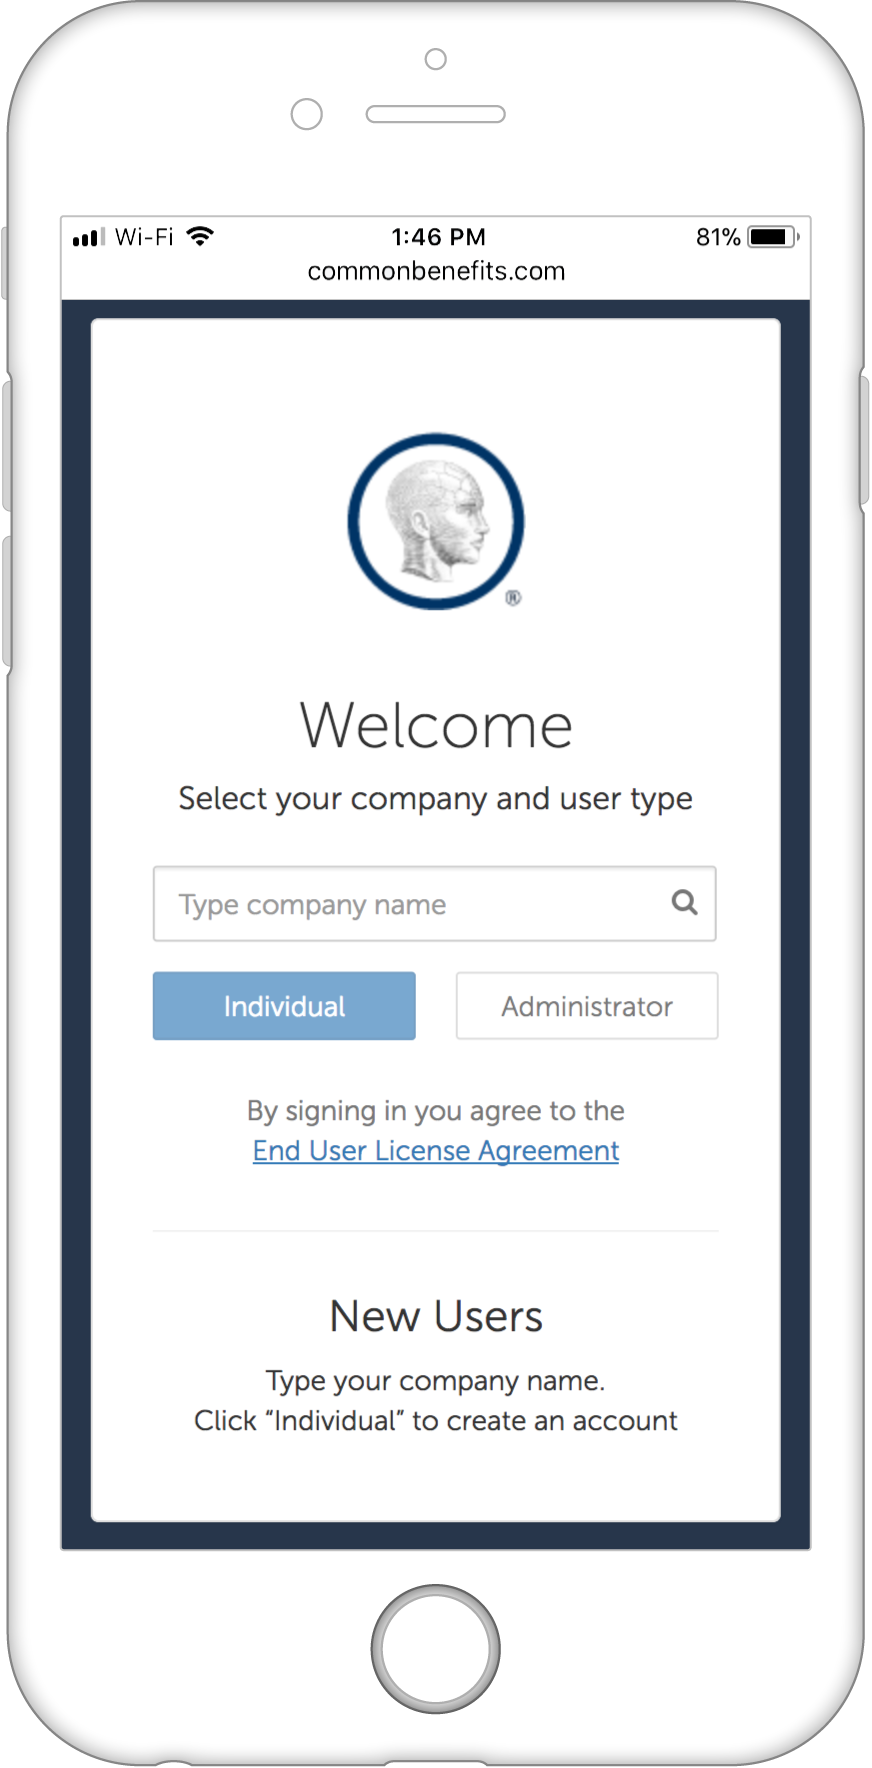 Wi-Fi 1:46 PM 81%
commonbenefits.com
®
Welcome
Select your company and user type
Type company name
Individual Administrator
By signing in you agree to the
End User License Agreement
New Users
Type your company name.
Click “Individual” to create an account